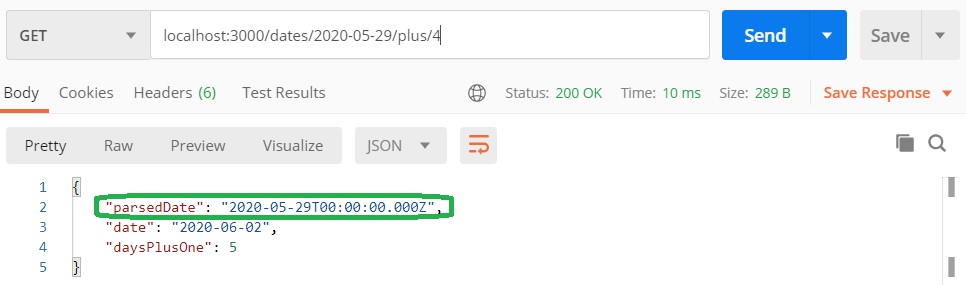 GET localhost:3000/dates/2020-05-29/plus/4 Send Save
Body Cookies Headers (6) Test Results Status: 200 OK Time: 10 ms Size: 289 B Save Response
Pretty Raw Preview Visualize JSON
1 {
2 "parsedDate": "2020-05-29T00:00:00.000Z",
3 "date": "2020-06-02",
4 "daysPlusOne": 5
5 }